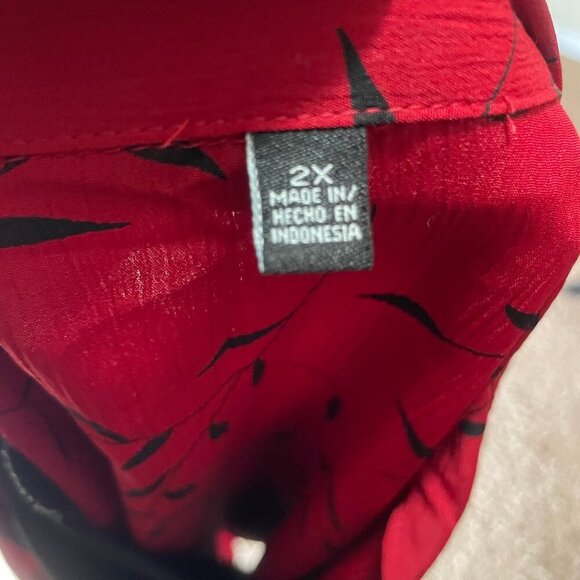 2X
MADE IN/
HECHO EN
INDONESIA